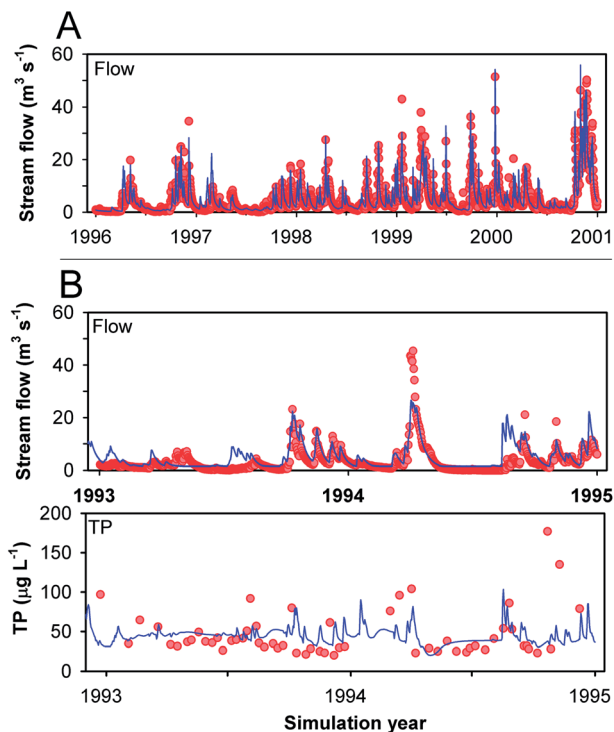 A
Flow
Stream flow (m³ s⁻¹)
60
40
20
0
1996 1997 1998 1999 2000 2001
B
Flow
Stream flow (m³ s⁻¹)
60
40
20
0
1993 1994 1995
TP
TP (µg L⁻¹)
200
150
100
50
0
1993 1994 1995
Simulation year